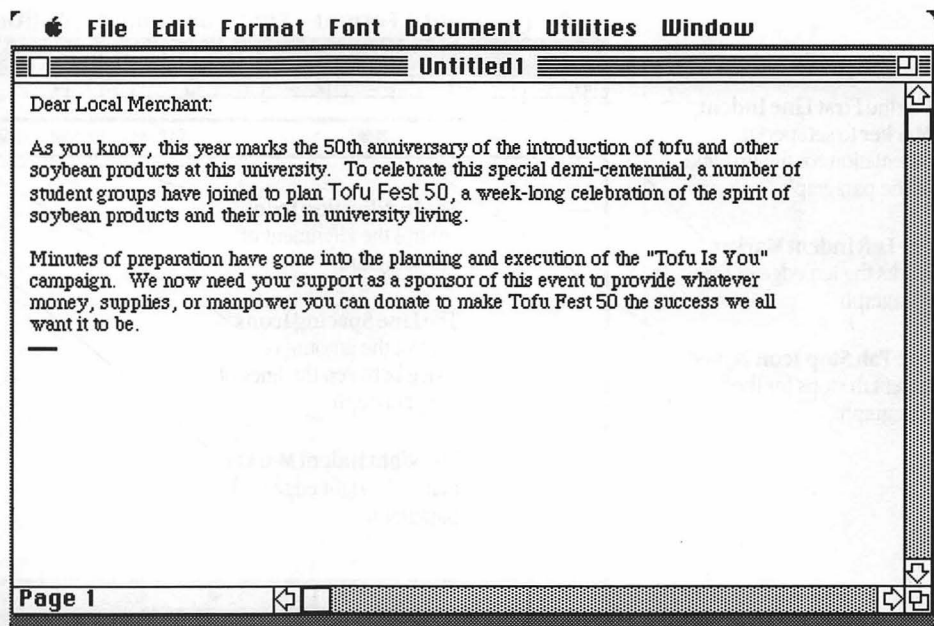 File Edit Format Font Document Utilities Window
Untitled1
Dear Local Merchant:
As you know, this year marks the 50th anniversary of the introduction of tofu and other
soybean products at this university. To celebrate this special demi-centennial, a number of
student groups have joined to plan Tofu Fest 50, a week-long celebration of the spirit of
soybean products and their role in university living.
Minutes of preparation have gone into the planning and execution of the "Tofu Is You"
campaign. We now need your support as a sponsor of this event to provide whatever
money, supplies, or manpower you can donate to make Tofu Fest 50 the success we all
want it to be.
Page 1